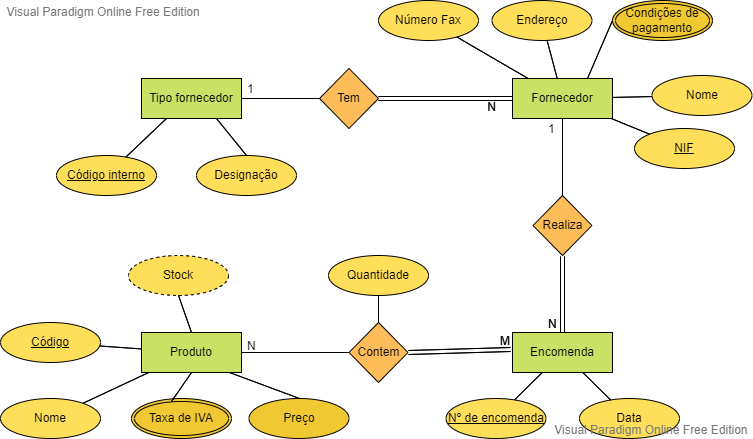 Visual Paradigm Online Free Edition
Número Fax
Endereço
Condições de
pagamento
Tipo fornecedor
1
Tem
N
Fornecedor
Nome
1
NIF
Código interno
Designação
Realiza
Stock
Quantidade
N
Código
Produto
N
Contem
M
Encomenda
Nome
Taxa de IVA
Preço
Nº de encomenda
Data
Visual Paradigm Online Free Edition